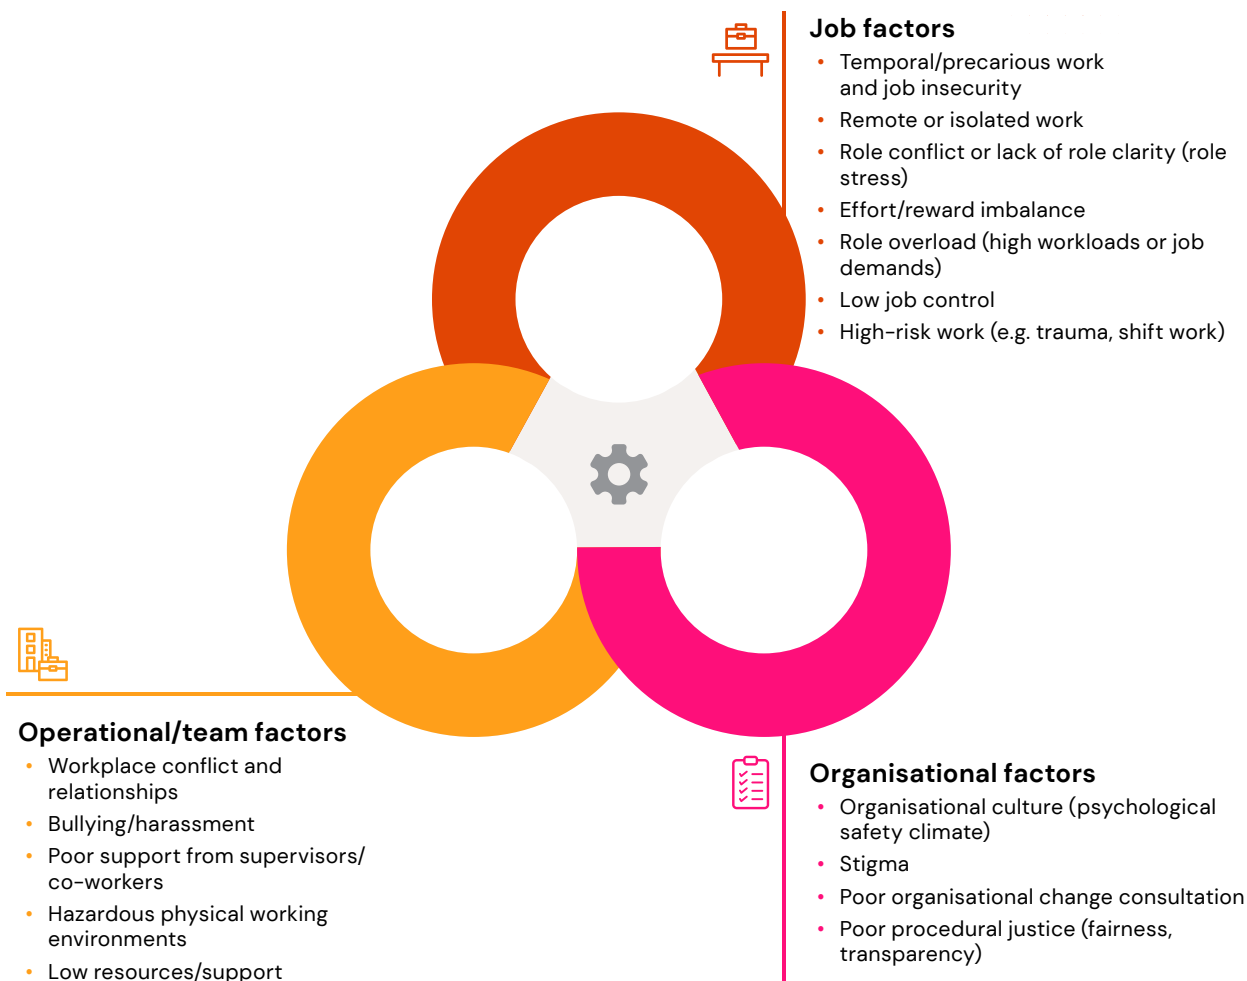 Job factors
• Temporal/precarious work
and job insecurity
• Remote or isolated work
• Role conflict or lack of role clarity (role
stress)
• Effort/reward imbalance
• Role overload (high workloads or job
demands)
• Low job control
• High-risk work (e.g. trauma, shift work)
Operational/team factors
• Workplace conflict and
relationships
• Bullying/harassment
• Poor support from supervisors/
co-workers
• Hazardous physical working
environments
• Low resources/support
Organisational factors
• Organisational culture (psychological
safety climate)
• Stigma
• Poor organisational change consultation
• Poor procedural justice (fairness,
transparency)